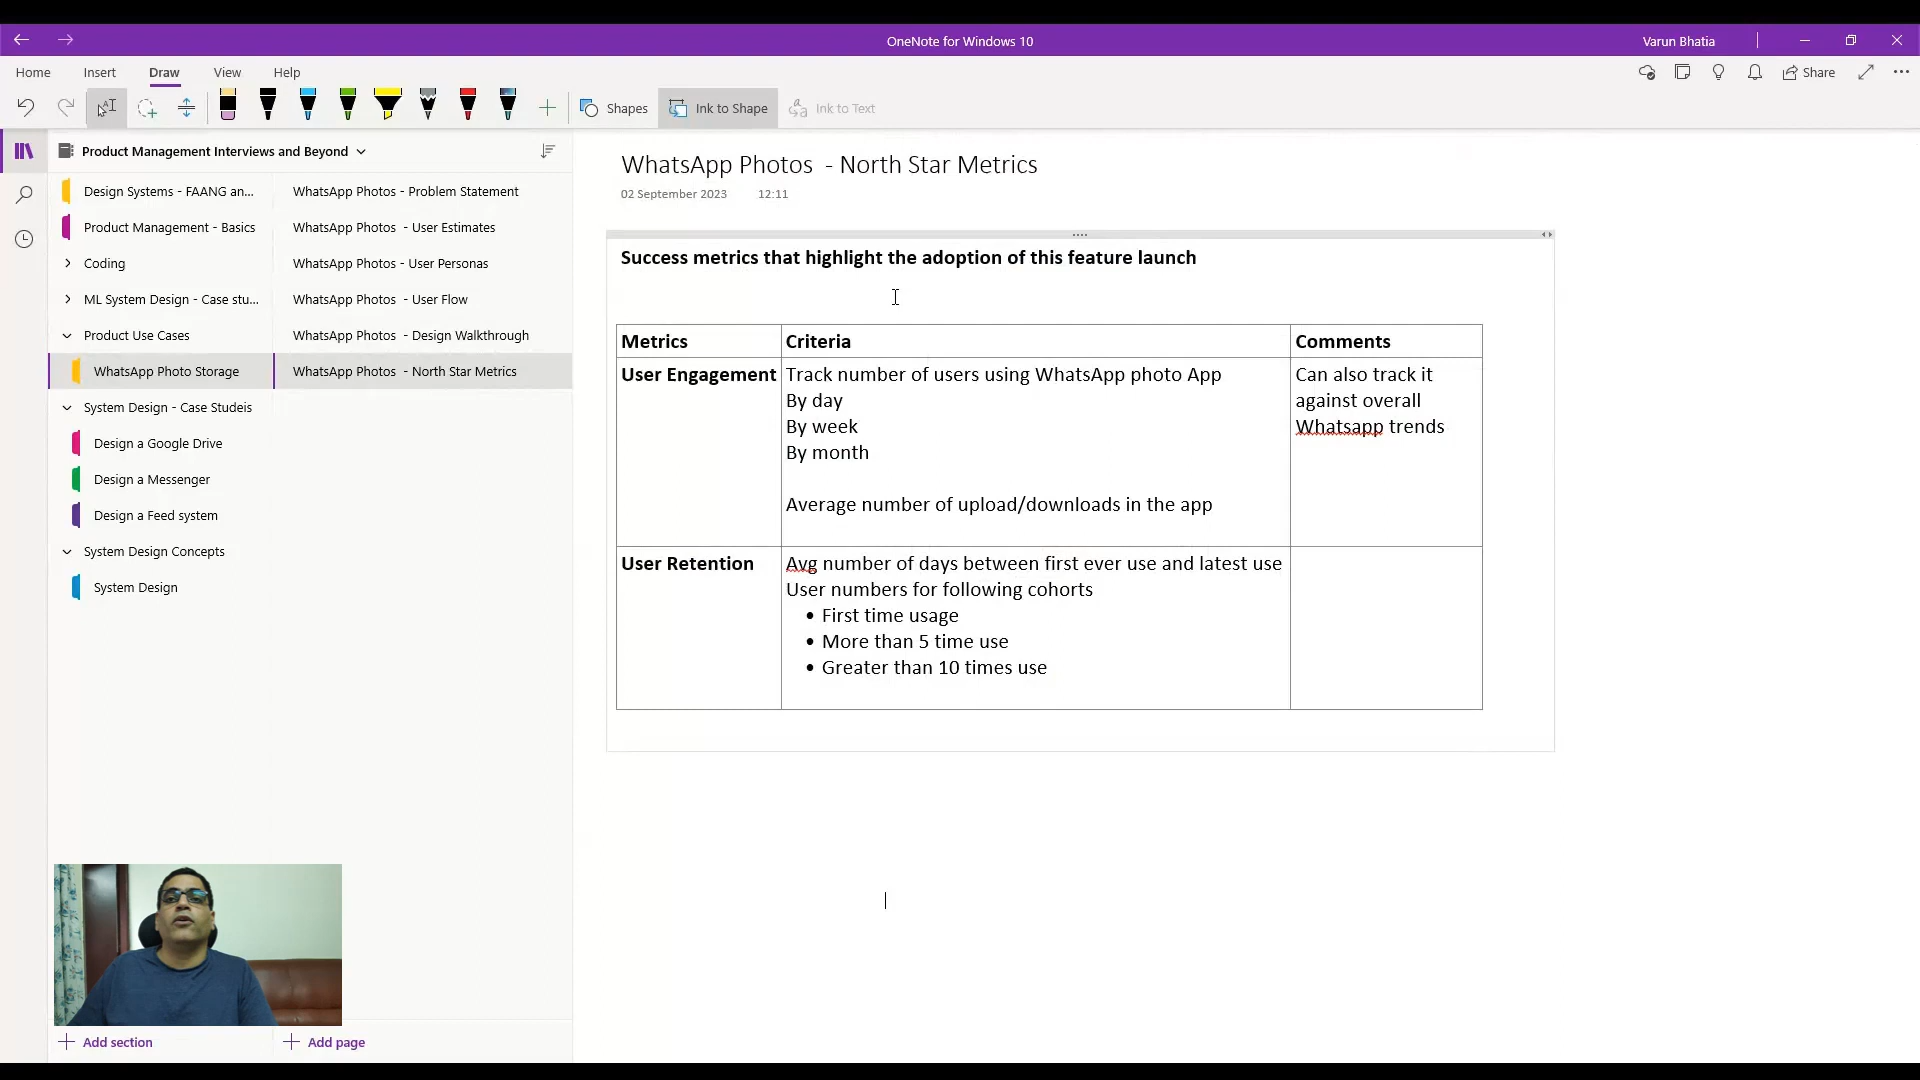 OneNote for Windows 10
Varun Bhatia
Home
Insert
Draw
View
Help
Share
Shapes
Ink to Shape
Ink to Text
Product Management Interviews and Beyond
Design Systems - FAANG an...
Product Management - Basics
Coding
ML System Design - Case stu...
Product Use Cases
WhatsApp Photo Storage
System Design - Case Studeis
Design a Google Drive
Design a Messenger
Design a Feed system
System Design Concepts
System Design
WhatsApp Photos - Problem Statement
WhatsApp Photos - User Estimates
WhatsApp Photos - User Personas
WhatsApp Photos - User Flow
WhatsApp Photos - Design Walkthrough
WhatsApp Photos - North Star Metrics
Add section
Add page
WhatsApp Photos - North Star Metrics
02 September 2023 12:11
Success metrics that highlight the adoption of this feature launch
Metrics
Criteria
Comments
User Engagement
Track number of users using WhatsApp photo App
By day
By week
By month
Average number of upload/downloads in the app
Can also track it
against overall
Whatsapp trends
User Retention
Avg number of days between first ever use and latest use
User numbers for following cohorts
• First time usage
• More than 5 time use
• Greater than 10 times use